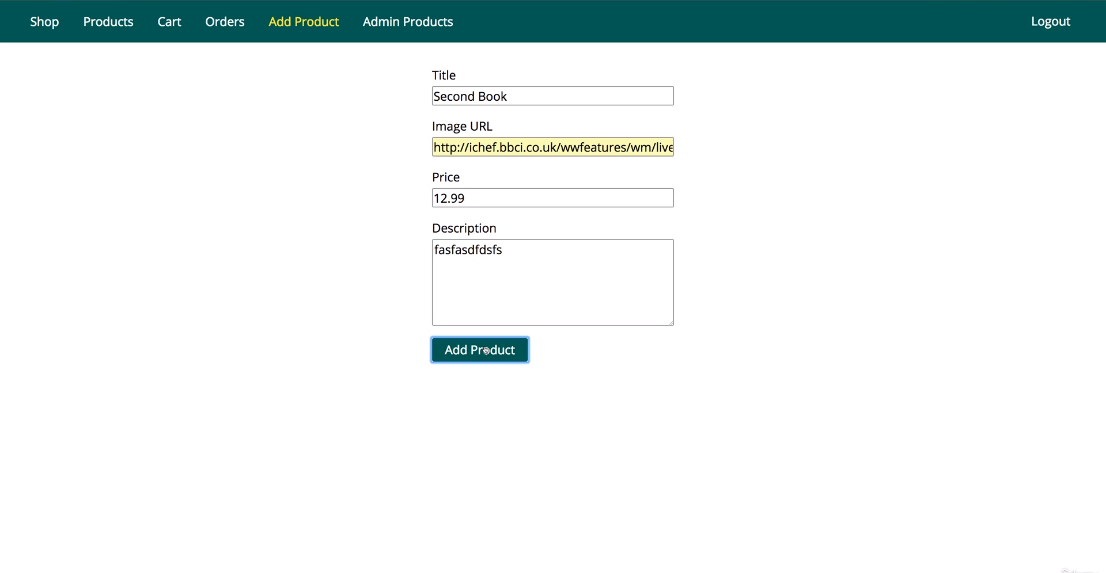 Shop Products Cart Orders Add Product Admin Products Logout
Title
Second Book
Image URL
http://ichef.bbci.co.uk/wwfeatures/wm/live
Price
12.99
Description
fasfasdfdsfs
Add Product